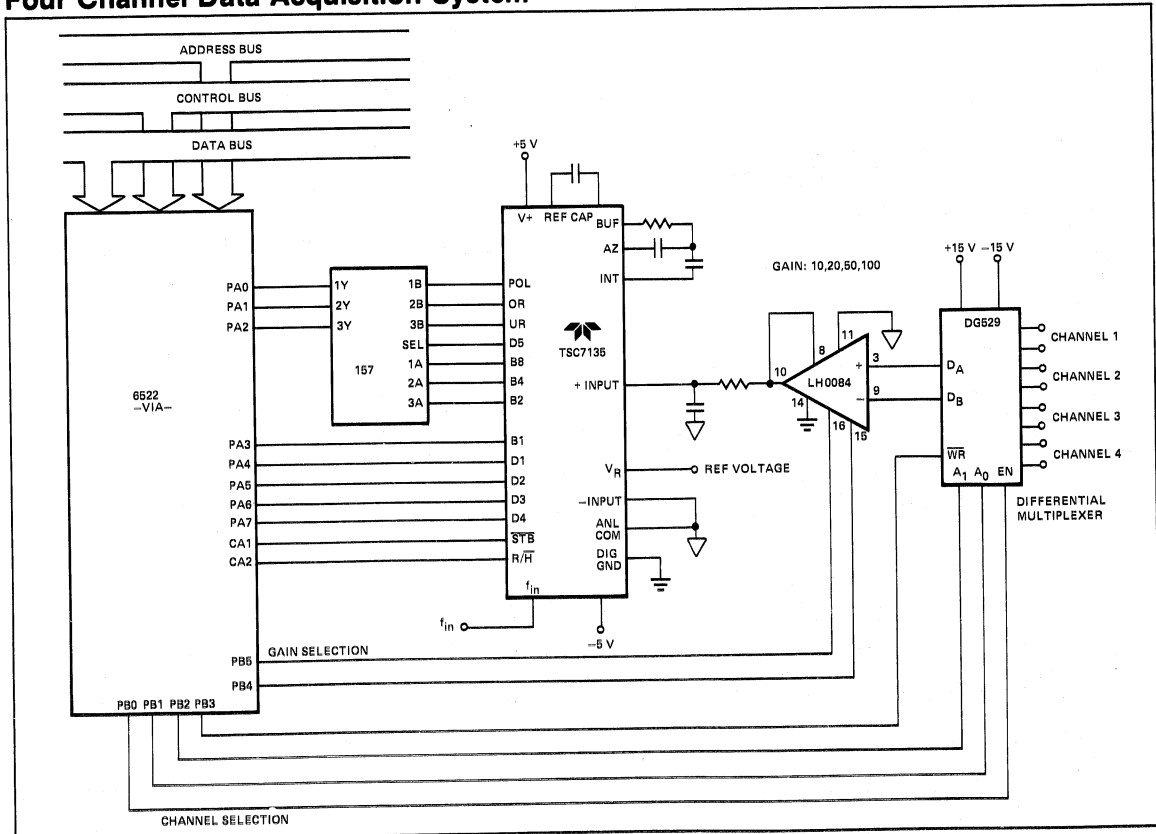 Four Channel Data Acquisition System
ADDRESS BUS
CONTROL BUS
DATA BUS
+5 V
V+
REF CAP
BUF
AZ
INT
GAIN: 10,20,50,100
+15 V
−15 V
DG529
CHANNEL 1
CHANNEL 2
CHANNEL 3
CHANNEL 4
DA
DB
WR
A1
A0
EN
DIFFERENTIAL
MULTIPLEXER
PA0
PA1
PA2
1Y
2Y
3Y
157
1B
2B
3B
SEL
1A
2A
3A
POL
OR
UR
D5
B8
B4
B2
TSC7135
+ INPUT
10
8
11
+
3
LH0084
−
9
14
16
15
6522
–VIA–
PA3
PA4
PA5
PA6
PA7
CA1
CA2
B1
D1
D2
D3
D4
STB
R/H
fin
VR
REF VOLTAGE
–INPUT
ANL
COM
DIG
GND
fin
–5 V
PB5
GAIN SELECTION
PB4
PB0
PB1
PB2
PB3
CHANNEL SELECTION